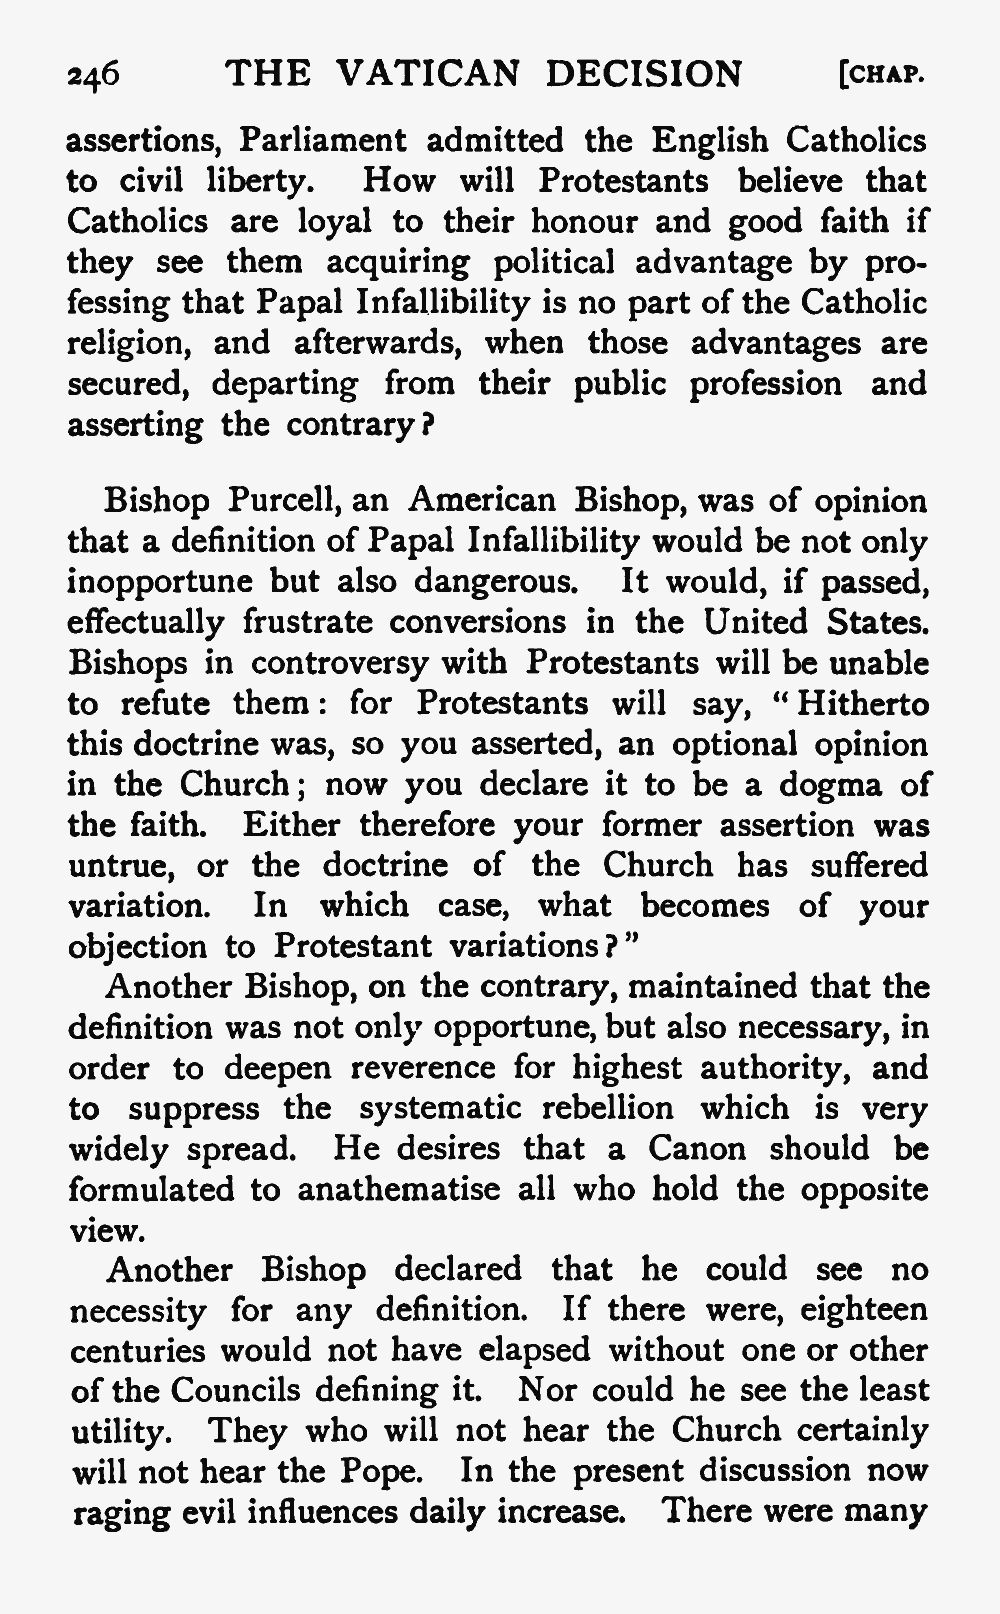 246 THE VATICAN DECISION [CHAP.
assertions, Parliament admitted the English Catholics
to civil liberty. How will Protestants believe that
Catholics are loyal to their honour and good faith if
they see them acquiring political advantage by pro-
fessing that Papal Infallibility is no part of the Catholic
religion, and afterwards, when those advantages are
secured, departing from their public profession and
asserting the contrary?
Bishop Purcell, an American Bishop, was of opinion
that a definition of Papal Infallibility would be not only
inopportune but also dangerous. It would, if passed,
effectually frustrate conversions in the United States.
Bishops in controversy with Protestants will be unable
to refute them: for Protestants will say, "Hitherto
this doctrine was, so you asserted, an optional opinion
in the Church; now you declare it to be a dogma of
the faith. Either therefore your former assertion was
untrue, or the doctrine of the Church has suffered
variation. In which case, what becomes of your
objection to Protestant variations?"
Another Bishop, on the contrary, maintained that the
definition was not only opportune, but also necessary, in
order to deepen reverence for highest authority, and
to suppress the systematic rebellion which is very
widely spread. He desires that a Canon should be
formulated to anathematise all who hold the opposite
view.
Another Bishop declared that he could see no
necessity for any definition. If there were, eighteen
centuries would not have elapsed without one or other
of the Councils defining it. Nor could he see the least
utility. They who will not hear the Church certainly
will not hear the Pope. In the present discussion now
raging evil influences daily increase. There were many